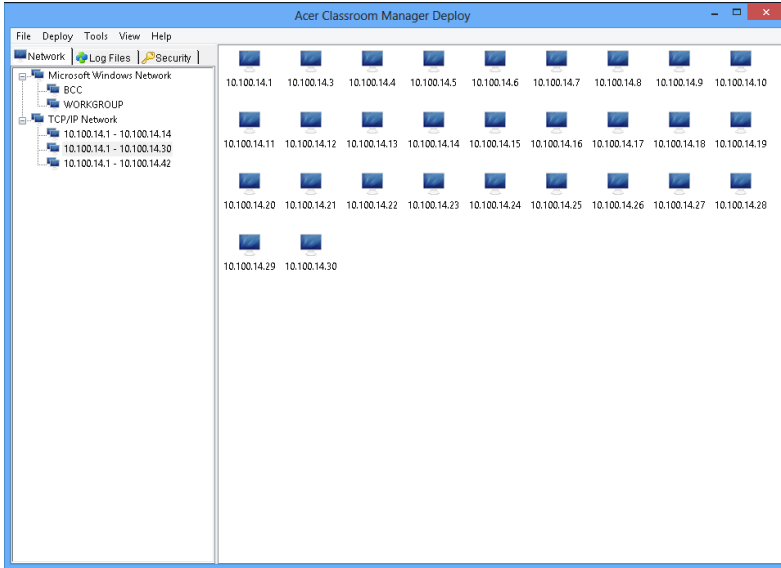 Acer Classroom Manager Deploy
File Deploy Tools View Help
Network Log Files Security
Microsoft Windows Network
BCC
WORKGROUP
TCP/IP Network
10.100.14.1 - 10.100.14.14
10.100.14.1 - 10.100.14.30
10.100.14.1 - 10.100.14.42
10.100.14.1 10.100.14.3 10.100.14.4 10.100.14.5 10.100.14.6 10.100.14.7 10.100.14.8 10.100.14.9 10.100.14.10
10.100.14.11 10.100.14.12 10.100.14.13 10.100.14.14 10.100.14.15 10.100.14.16 10.100.14.17 10.100.14.18 10.100.14.19
10.100.14.20 10.100.14.21 10.100.14.22 10.100.14.23 10.100.14.24 10.100.14.25 10.100.14.26 10.100.14.27 10.100.14.28
10.100.14.29 10.100.14.30